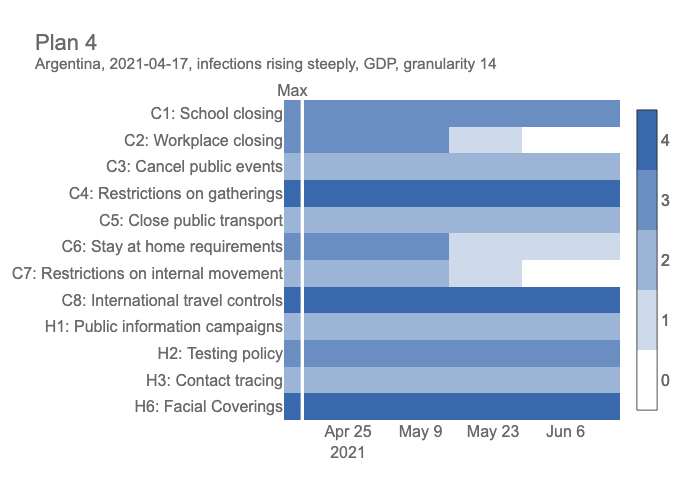 Plan 4
Argentina, 2021-04-17, infections rising steeply, GDP, granularity 14
Max
C1: School closing
C2: Workplace closing
C3: Cancel public events
C4: Restrictions on gatherings
C5: Close public transport
C6: Stay at home requirements
C7: Restrictions on internal movement
C8: International travel controls
H1: Public information campaigns
H2: Testing policy
H3: Contact tracing
H6: Facial Coverings
Apr 25 May 9 May 23 Jun 6
2021
4
3
2
1
0